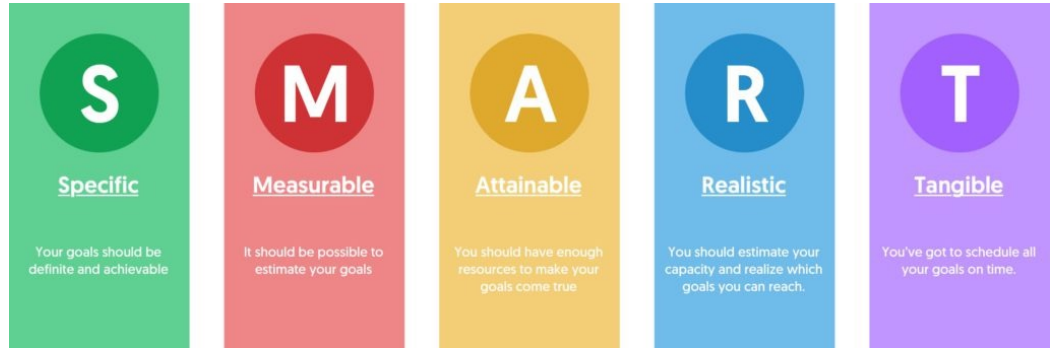 S
Specific
Your goals should be
definite and achievable
M
Measurable
It should be possible to
estimate your goals
A
Attainable
You should have enough
resources to make your
goals come true
R
Realistic
You should estimate your
capacity and realize which
goals you can reach.
T
Tangible
You've got to schedule all
your goals on time.